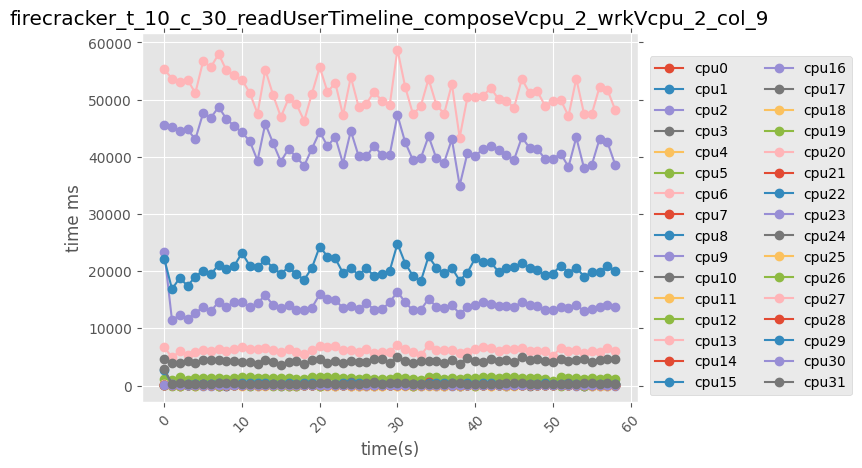 firecracker_t_10_c_30_readUserTimeline_composeVcpu_2_wrkVcpu_2_col_9
60000
50000
40000
30000
20000
10000
0
time ms
0
10
20
30
40
50
60
time(s)
cpu0
cpu1
cpu2
cpu3
cpu4
cpu5
cpu6
cpu7
cpu8
cpu9
cpu10
cpu11
cpu12
cpu13
cpu14
cpu15
cpu16
cpu17
cpu18
cpu19
cpu20
cpu21
cpu22
cpu23
cpu24
cpu25
cpu26
cpu27
cpu28
cpu29
cpu30
cpu31